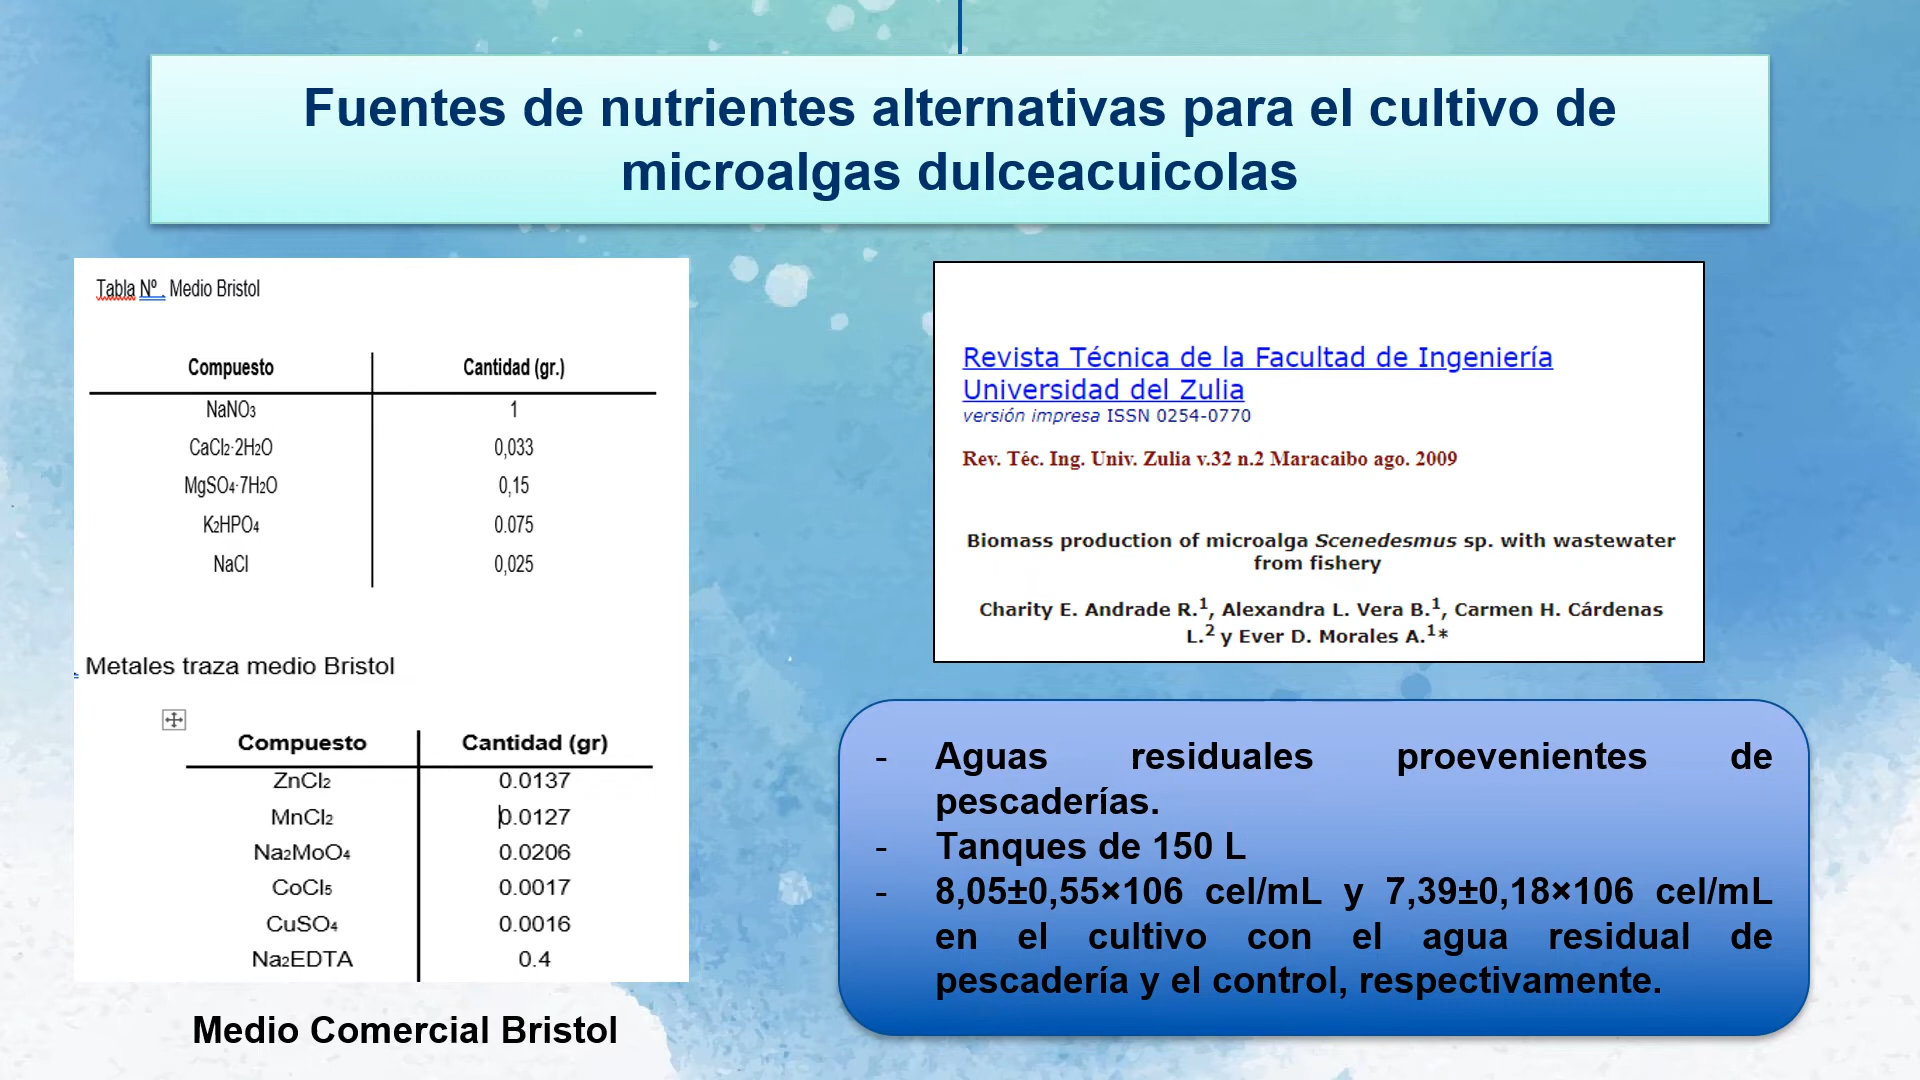 Fuentes de nutrientes alternativas para el cultivo de
microalgas dulceacuicolas
Tabla Nº . Medio Bristol
Compuesto Cantidad (gr.)
NaNO3 1
CaCl2·2H2O 0,033
MgSO4·7H2O 0,15
K2HPO4 0.075
NaCl 0,025
. Metales traza medio Bristol
Compuesto Cantidad (gr)
ZnCl2 0.0137
MnCl2 0.0127
Na2MoO4 0.0206
CoCl5 0.0017
CuSO4 0.0016
Na2EDTA 0.4
Medio Comercial Bristol
Revista Técnica de la Facultad de Ingeniería
Universidad del Zulia
versión impresa ISSN 0254-0770
Rev. Téc. Ing. Univ. Zulia v.32 n.2 Maracaibo ago. 2009
Biomass production of microalga Scenedesmus sp. with wastewater
from fishery
Charity E. Andrade R.1, Alexandra L. Vera B.1, Carmen H. Cárdenas
L.2 y Ever D. Morales A.1*
- Aguas residuales proevenientes de
pescaderías.
- Tanques de 150 L
- 8,05±0,55×106 cel/mL y 7,39±0,18×106 cel/mL
en el cultivo con el agua residual de
pescadería y el control, respectivamente.